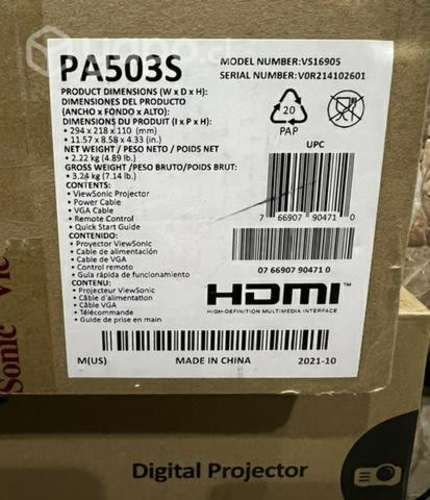 PA503S
MODEL NUMBER:VS16905
SERIAL NUMBER:V0R214102601
PRODUCT DIMENSIONS (W x D x H):
DIMENSIONES DEL PRODUCTO
(ANCHO x FONDO x ALTO):
DIMENSIONS DU PRODUIT (l x P x H):
• 294 x 218 x 110 (mm)
• 11.57 x 8.58 x 4.33 (in.)
NET WEIGHT / PESO NETO / POIDS NET
• 2.22 kg (4.89 lb.)
GROSS WEIGHT /PESO BRUTO/POIDS BRUT:
• 3.24 kg (7.14 lb.)
CONTENTS:
• ViewSonic Projector
• Power Cable
• VGA Cable
• Remote Control
• Quick Start Guide
CONTENIDO:
• Proyector ViewSonic
• Cable de alimentación
• Cable de VGA
• Control remoto
• Guía rápida de funcionamiento
CONTENU:
• Projecteur ViewSonic
• Câble d'alimentation
• Câble VGA
• Télécommande
• Guide de prise en main
20
PAP
UPC
7 66907 90471 0
07 66907 90471 0
HDMI™
HIGH-DEFINITION MULTIMEDIA INTERFACE
M(US)
MADE IN CHINA
2021-10
Sonic
Digital Projector